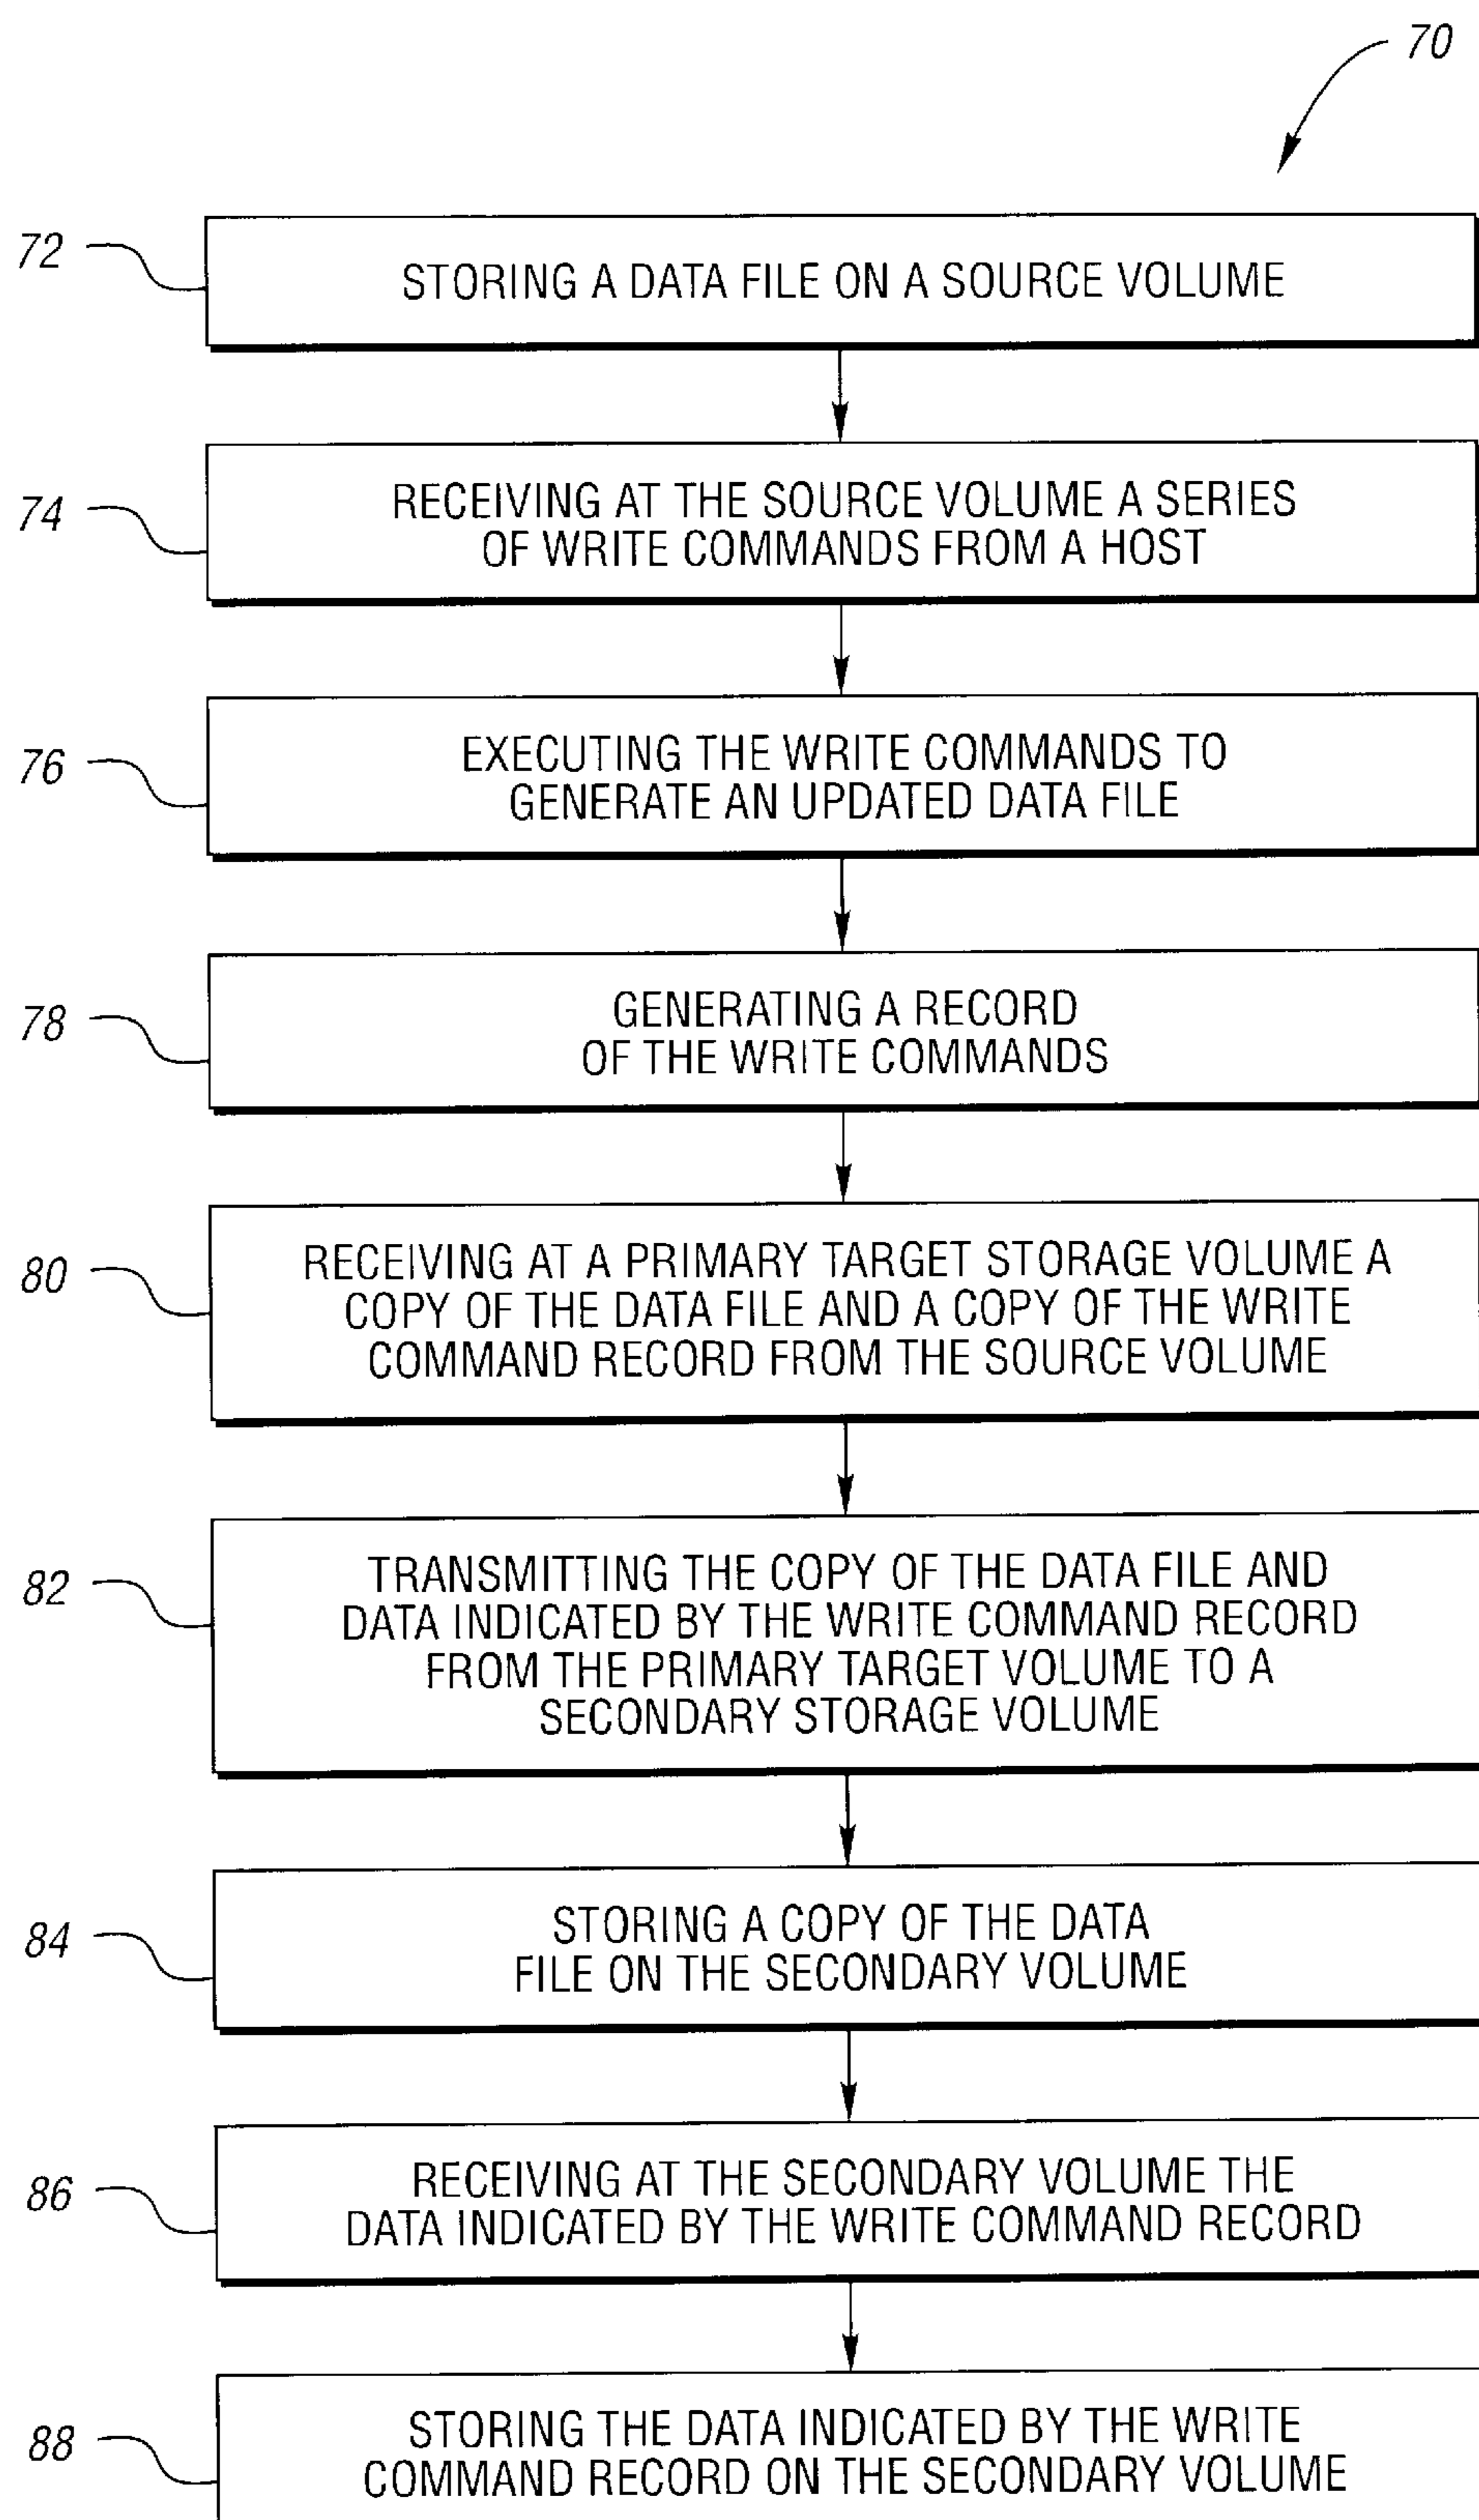 70
72
STORING A DATA FILE ON A SOURCE VOLUME
74
RECEIVING AT THE SOURCE VOLUME A SERIES
OF WRITE COMMANDS FROM A HOST
76
EXECUTING THE WRITE COMMANDS TO
GENERATE AN UPDATED DATA FILE
78
GENERATING A RECORD
OF THE WRITE COMMANDS
80
RECEIVING AT A PRIMARY TARGET STORAGE VOLUME A
COPY OF THE DATA FILE AND A COPY OF THE WRITE
COMMAND RECORD FROM THE SOURCE VOLUME
82
TRANSMITTING THE COPY OF THE DATA FILE AND
DATA INDICATED BY THE WRITE COMMAND RECORD
FROM THE PRIMARY TARGET VOLUME TO A
SECONDARY STORAGE VOLUME
84
STORING A COPY OF THE DATA
FILE ON THE SECONDARY VOLUME
86
RECEIVING AT THE SECONDARY VOLUME THE
DATA INDICATED BY THE WRITE COMMAND RECORD
88
STORING THE DATA INDICATED BY THE WRITE
COMMAND RECORD ON THE SECONDARY VOLUME